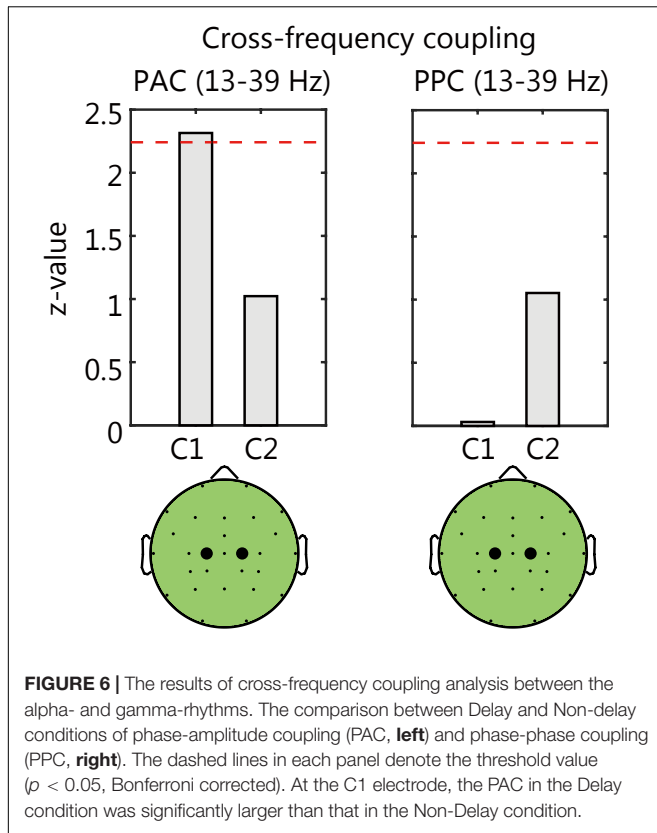 Cross-frequency coupling
PAC (13-39 Hz)
PPC (13-39 Hz)
z-value
2.5
2
1.5
1
0.5
0
C1
C2
C1
C2
FIGURE 6 | The results of cross-frequency coupling analysis between the
alpha- and gamma-rhythms. The comparison between Delay and Non-delay
conditions of phase-amplitude coupling (PAC, left) and phase-phase coupling
(PPC, right). The dashed lines in each panel denote the threshold value
(p < 0.05, Bonferroni corrected). At the C1 electrode, the PAC in the Delay
condition was significantly larger than that in the Non-Delay condition.